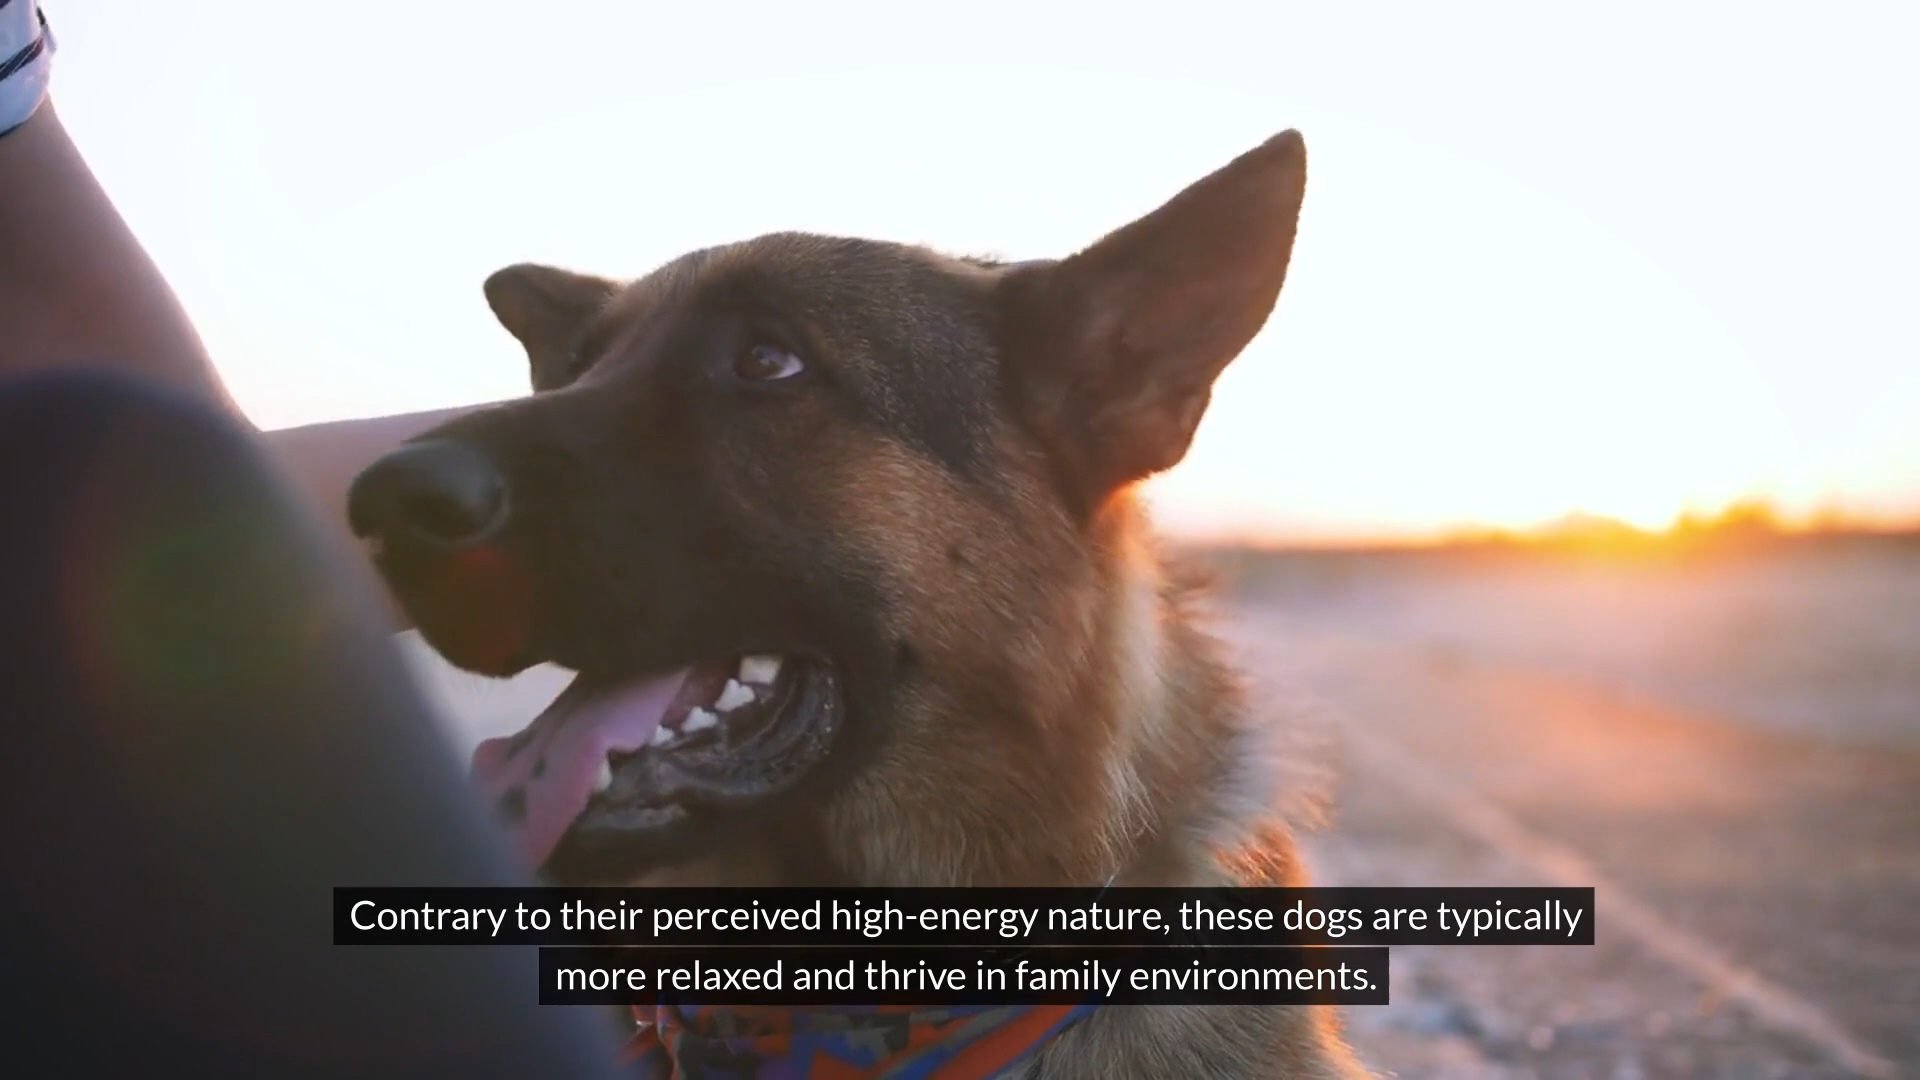 Contrary to their perceived high-energy nature, these dogs are typically
more relaxed and thrive in family environments.